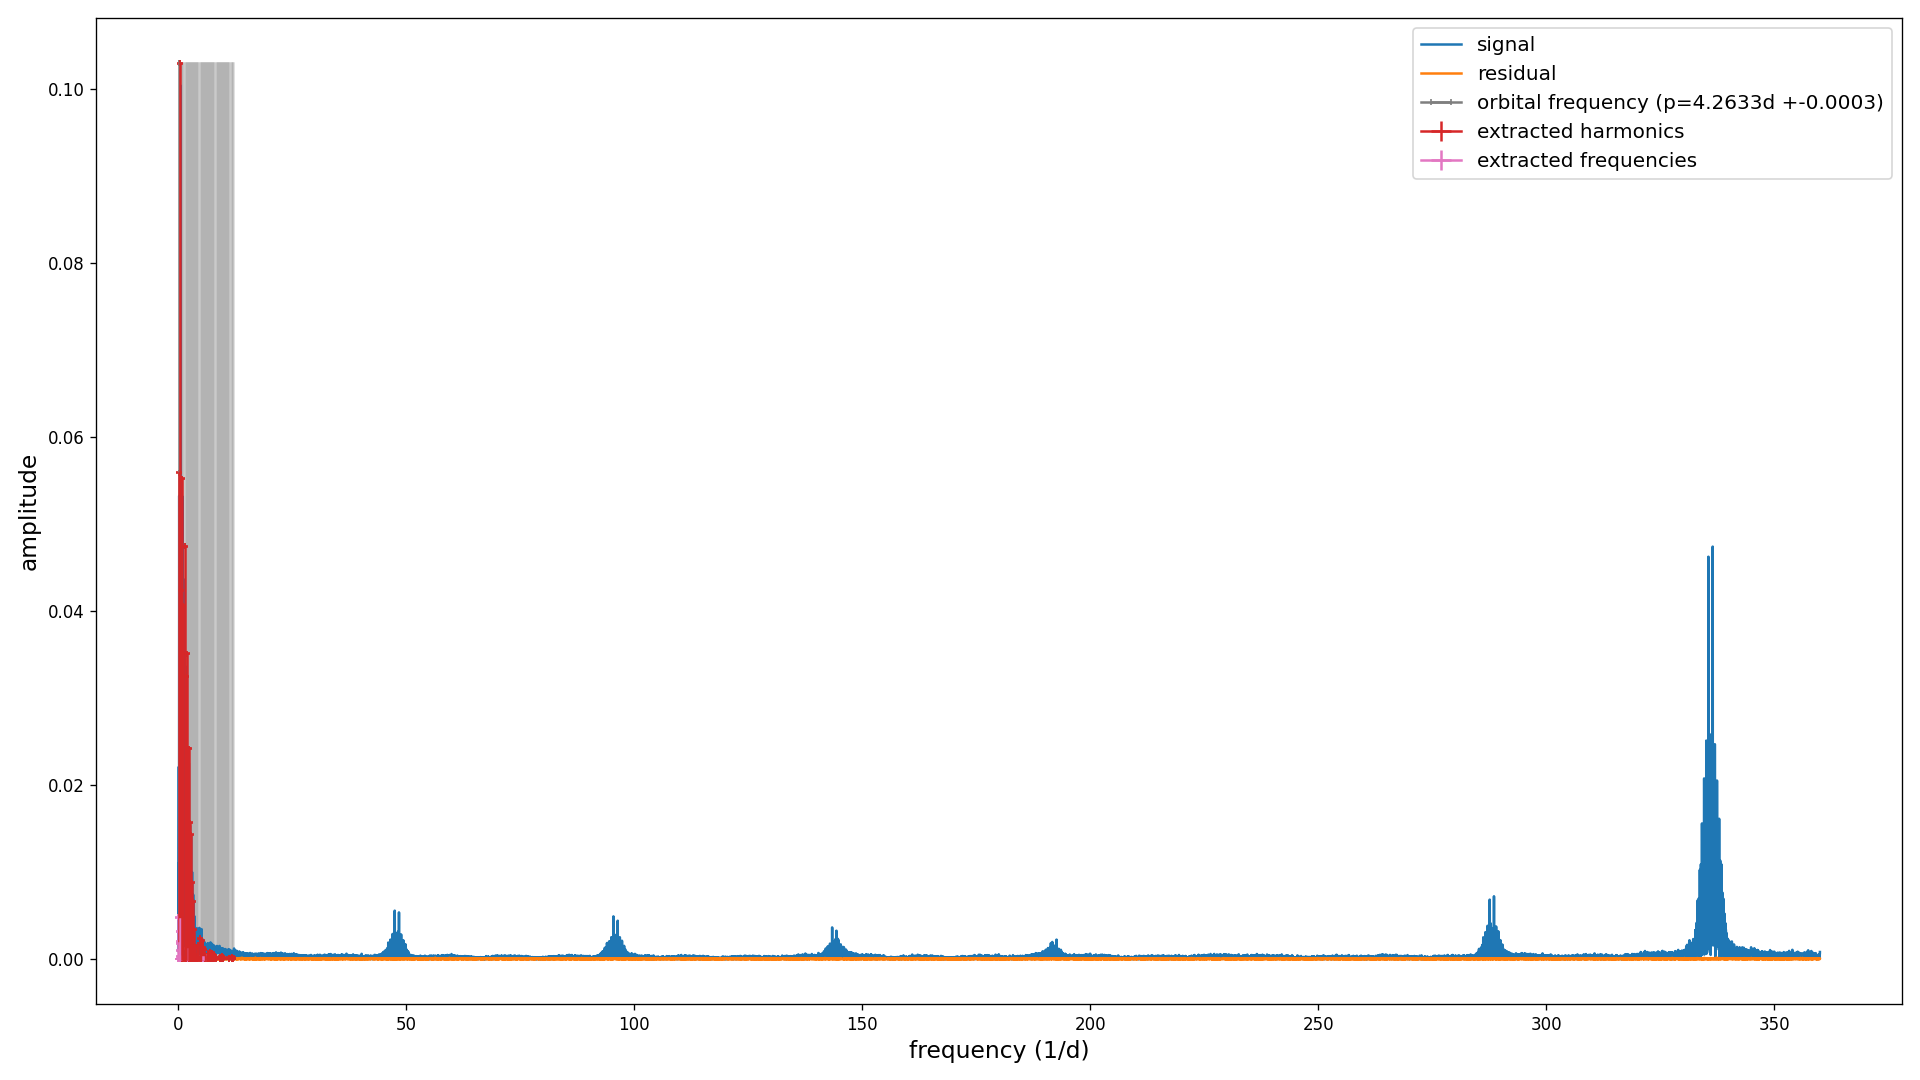 signal
residual
orbital frequency (p=4.2633d +-0.0003)
extracted harmonics
extracted frequencies
amplitude
0.10
0.08
0.06
0.04
0.02
0.00
0 50 100 150 200 250 300 350
frequency (1/d)